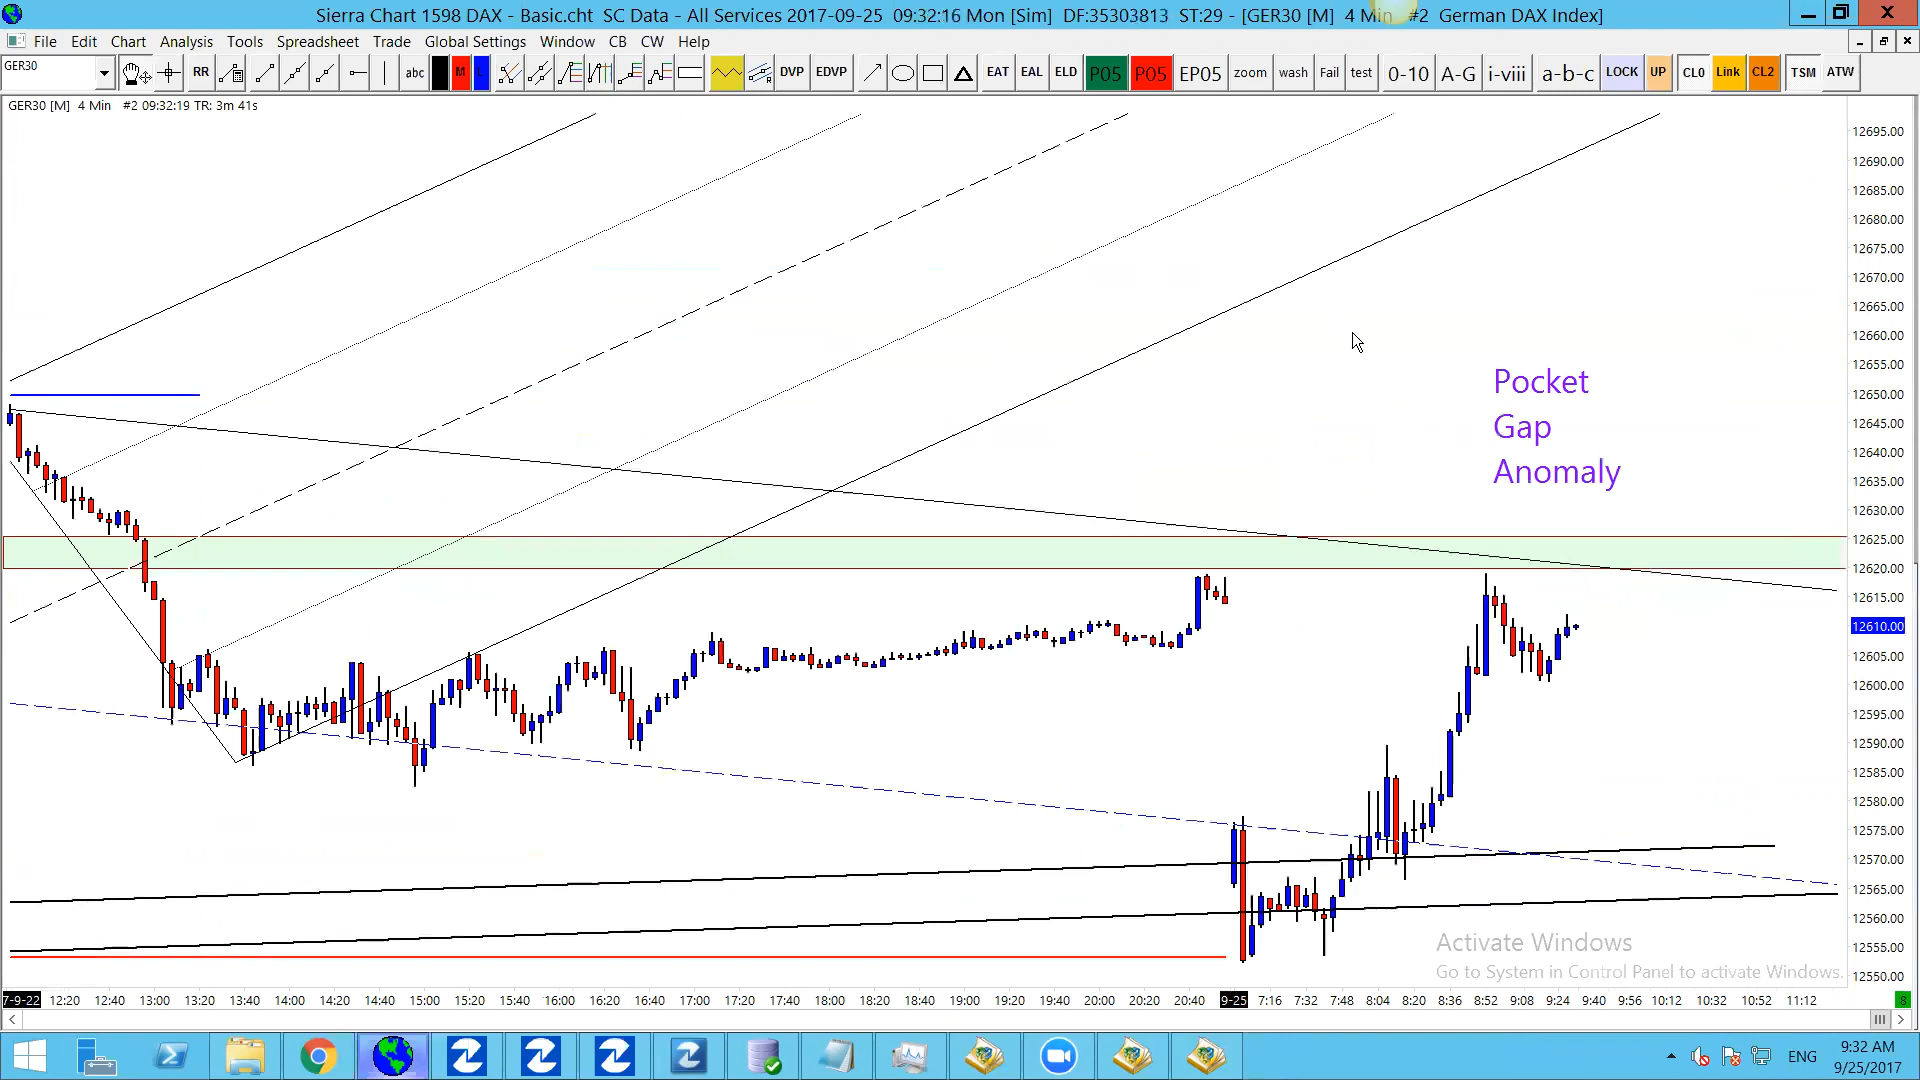 Sierra Chart 1598 DAX - Basic.cht  SC Data - All Services 2017-09-25  09:32:16 Mon [Sim]  DF:35303813  ST:29 - [GER30 [M]  4 Min  #2  German DAX Index]
File Edit Chart Analysis Tools Spreadsheet Trade Global Settings Window CB CW Help
GER30 RR abc M L DVP EDVP EAT EAL ELD P05 P05 EP05 zoom wash Fail test 0-10 A-G i-viii a-b-c LOCK UP CL0 Link CL2 TSM ATW
GER30 [M]  4 Min  #2 09:32:19 TR: 3m 41s
12695.00
12690.00
12685.00
12680.00
12675.00
12670.00
12665.00
12660.00
12655.00
12650.00
12645.00
12640.00
12635.00
12630.00
12625.00
12620.00
12615.00
12610.00
12605.00
12600.00
12595.00
12590.00
12585.00
12580.00
12575.00
12570.00
12565.00
12560.00
12555.00
12550.00
Pocket
Gap
Anomaly
Activate Windows
Go to System in Control Panel to activate Windows.
7-9-22 12:20 12:40 13:00 13:20 13:40 14:00 14:20 14:40 15:00 15:20 15:40 16:00 16:20 16:40 17:00 17:20 17:40 18:00 18:20 18:40 19:00 19:20 19:40 20:00 20:20 20:40 9-25 7:16 7:32 7:48 8:04 8:20 8:36 8:52 9:08 9:24 9:40 9:56 10:12 10:32 10:52 11:12
ENG
9:32 AM
9/25/2017